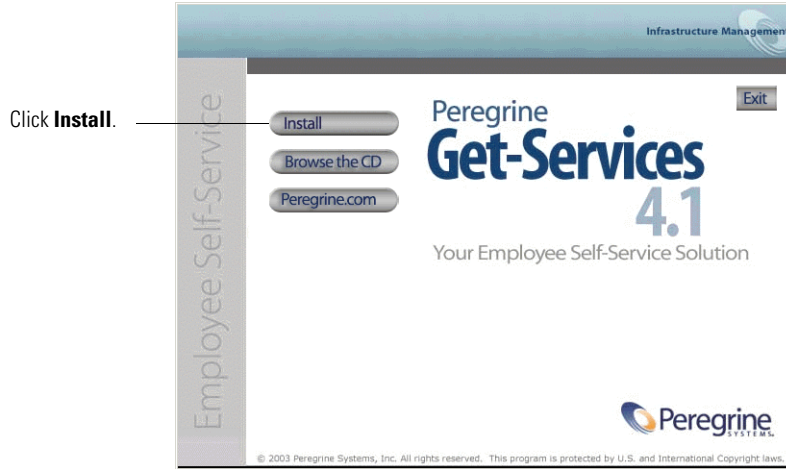 Infrastructure Management
Click Install.
Employee Self-Service
Install
Browse the CD
Peregrine.com
Exit
Peregrine
Get-Services
4.1
Your Employee Self-Service Solution
Peregrine
SYSTEMS
© 2003 Peregrine Systems, Inc. All rights reserved. This program is protected by U.S. and International Copyright laws.